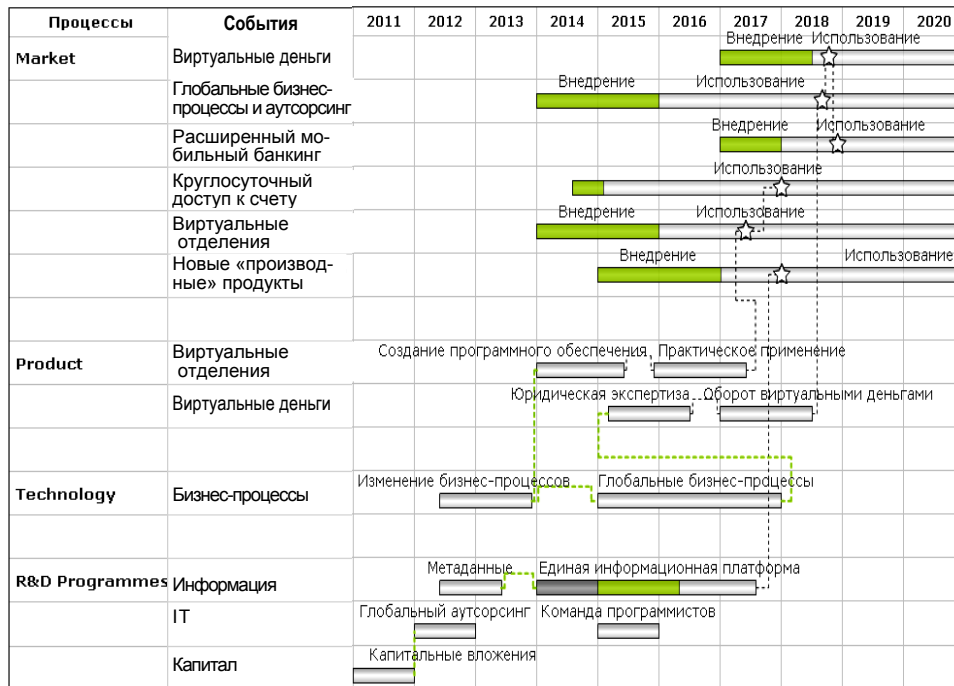 Процессы События 2011 2012 2013 2014 2015 2016 2017 2018 2019 2020
Внедрение Использование
Market Виртуальные деньги
Внедрение Использование
Глобальные бизнес-
процессы и аутсорсинг
Внедрение Использование
Расширенный мо-
бильный банкинг
Использование
Круглосуточный
доступ к счету
Внедрение Использование
Виртуальные
отделения
Внедрение Использование
Новые «производ-
ные» продукты
Создание программного обеспечения Практическое применение
Product Виртуальные
отделения
Юридическая экспертиза Оборот виртуальными деньгами
Виртуальные деньги
Изменение бизнес-процессов Глобальные бизнес-процессы
Technology Бизнес-процессы
Метаданные Единая информационная платформа
R&D Programmes Информация
Глобальный аутсорсинг Команда программистов
IT
Капитальные вложения
Капитал